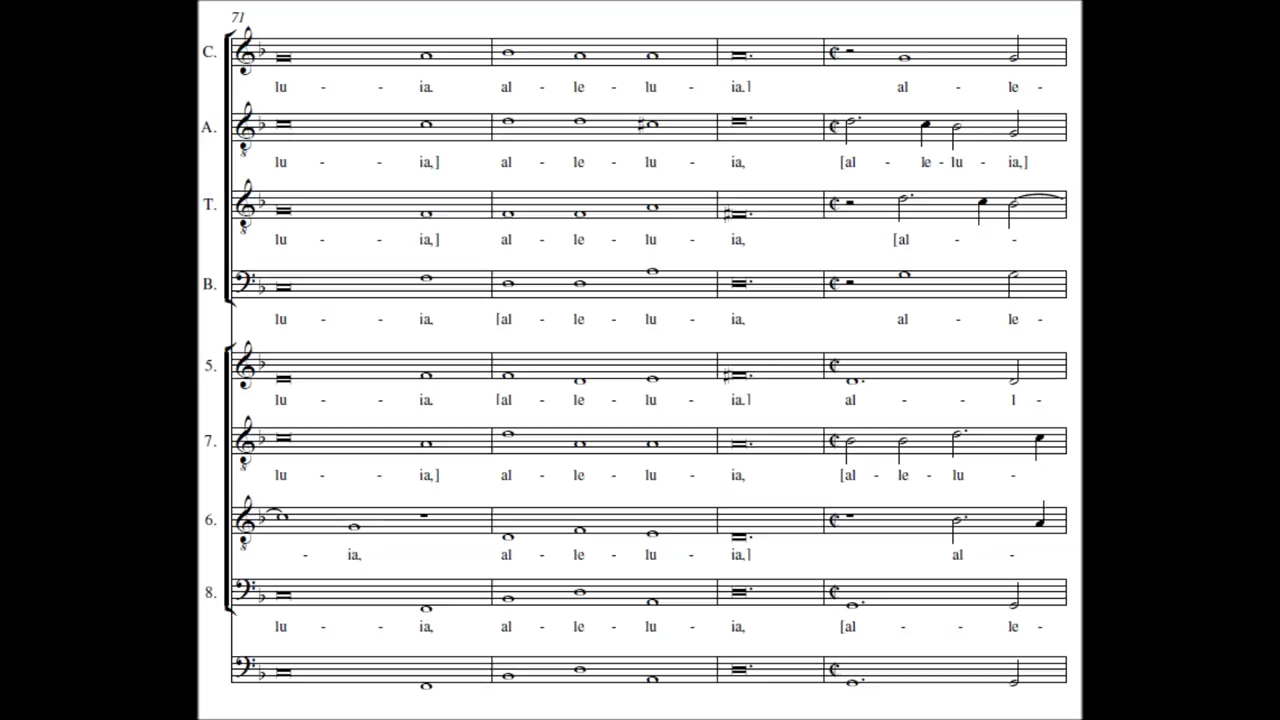 71
C.
lu - - ia. al - le - lu - ia.] al - le -
A.
lu - - ia,] al - le - lu - ia, [al - le - lu - ia,]
T.
lu - - ia,] al - le - lu - ia, [al - -
B.
lu - - ia, [al - le - lu - ia, al - le -
5.
lu - - ia. [al - le - lu - ia.] al - - l -
7.
lu - - ia,] al - le - lu - ia, [al - le - lu -
6.
- ia, al - le - lu - ia,] al -
8.
lu - - ia, al - le - lu - ia, [al - - le -